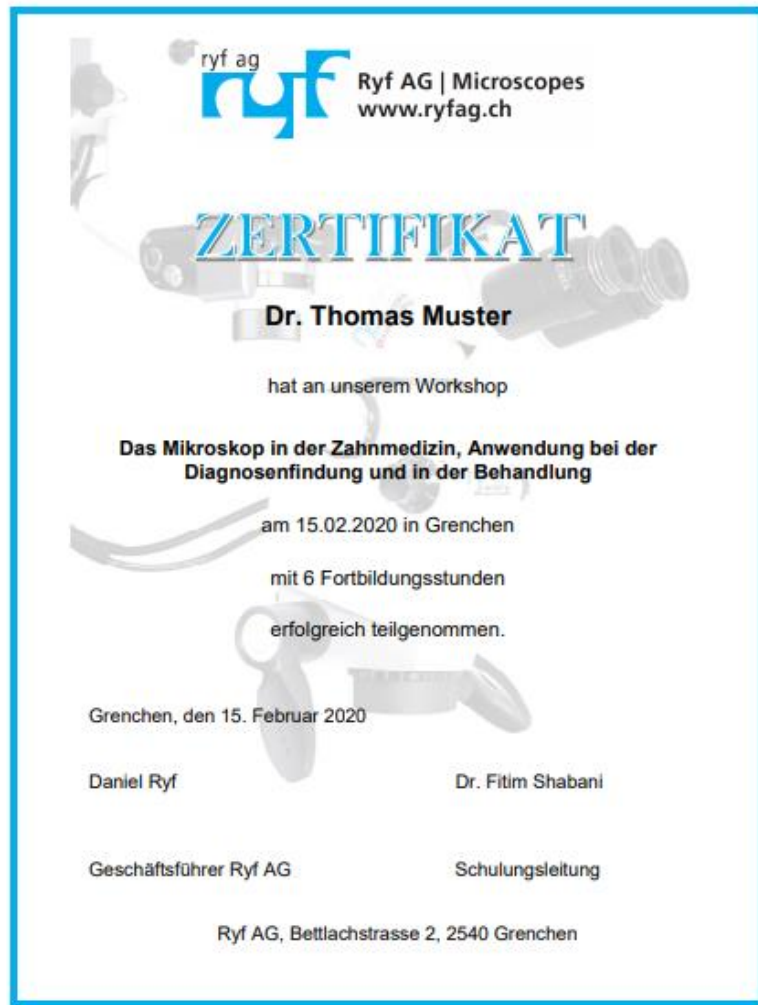 ryf ag
ryf
Ryf AG | Microscopes
www.ryfag.ch
ZERTIFIKAT
Dr. Thomas Muster
hat an unserem Workshop
Das Mikroskop in der Zahnmedizin, Anwendung bei der
Diagnosenfindung und in der Behandlung
am 15.02.2020 in Grenchen
mit 6 Fortbildungsstunden
erfolgreich teilgenommen.
Grenchen, den 15. Februar 2020
Daniel Ryf Dr. Fitim Shabani
Geschäftsführer Ryf AG Schulungsleitung
Ryf AG, Bettlachstrasse 2, 2540 Grenchen